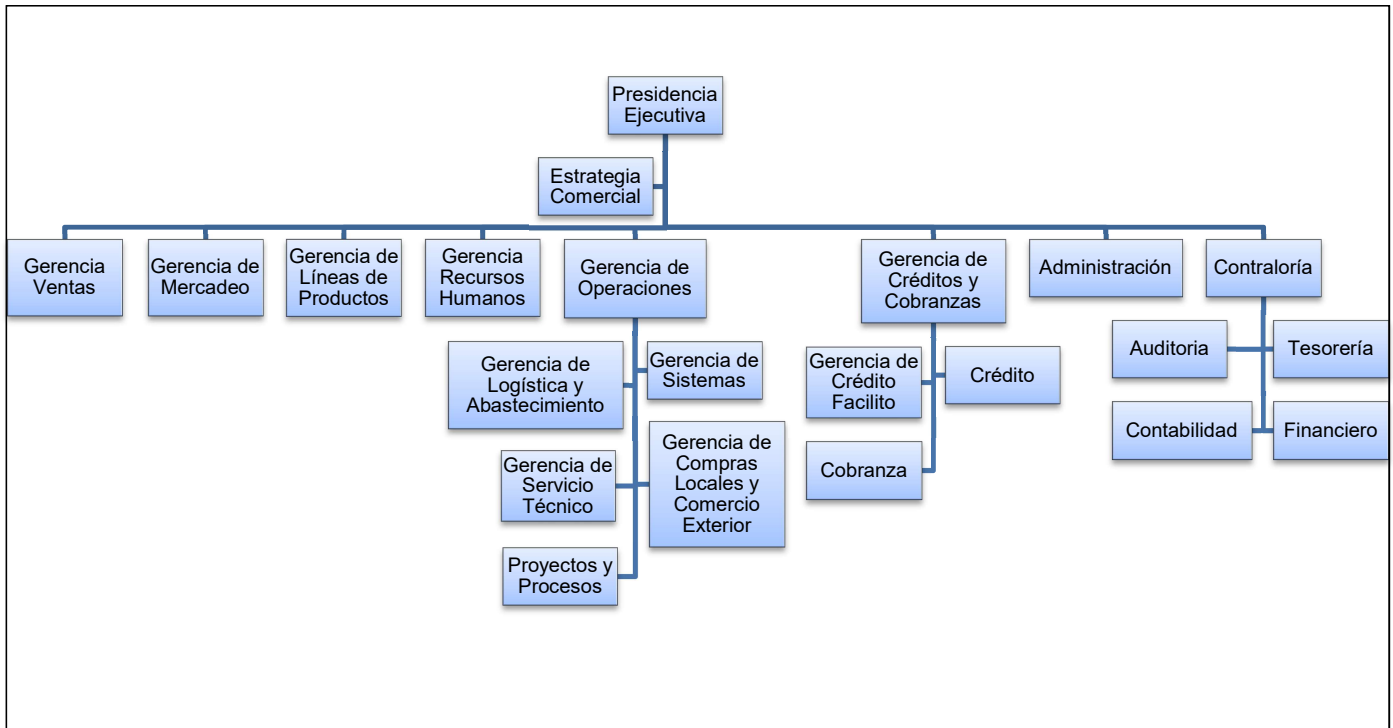 Presidencia
Ejecutiva
Estrategia
Comercial
Gerencia
Ventas
Gerencia de
Mercadeo
Gerencia de
Líneas de
Productos
Gerencia
Recursos
Humanos
Gerencia de
Operaciones
Gerencia de
Créditos y
Cobranzas
Administración
Contraloría
Gerencia de
Logística y
Abastecimiento
Gerencia de
Sistemas
Gerencia de
Servicio
Técnico
Gerencia de
Compras
Locales y
Comercio
Exterior
Proyectos y
Procesos
Gerencia de
Crédito
Facilito
Crédito
Cobranza
Auditoria
Tesorería
Contabilidad
Financiero